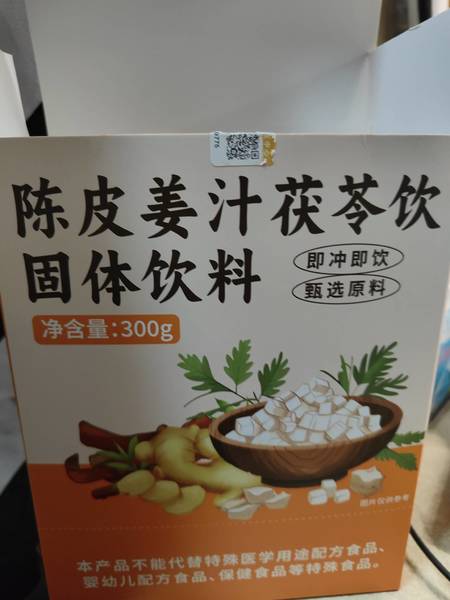 陈皮姜汁茯苓饮
固体饮料
即冲即饮
甄选原料
净含量:300g
图片仅供参考
本产品不能代替特殊医学用途配方食品、
婴幼儿配方食品、保健食品等特殊食品。